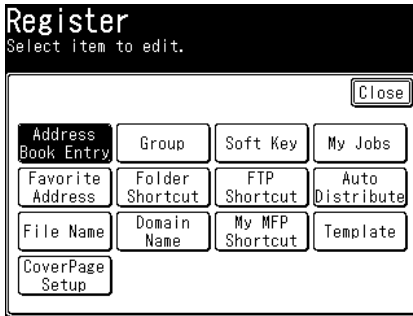 Register
Select item to edit.
Close
Address
Book Entry
Group
Soft Key
My Jobs
Favorite
Address
Folder
Shortcut
FTP
Shortcut
Auto
Distribute
File Name
Domain
Name
My MFP
Shortcut
Template
CoverPage
Setup